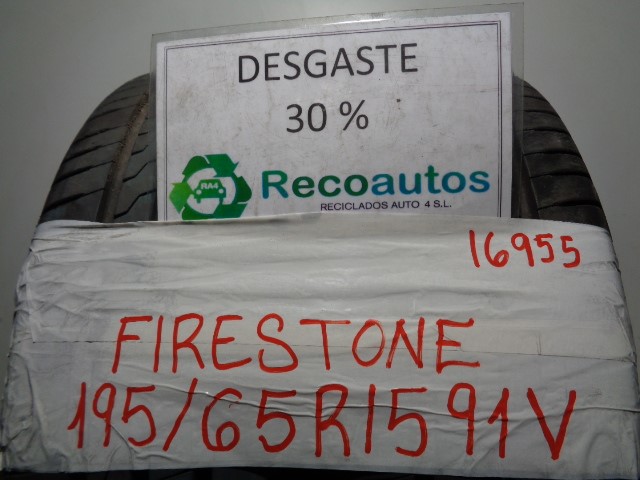 DESGASTE
30 %
RA4
Recoautos
RECICLADOS AUTO 4 S.L.
16955
FIRESTONE
195/65R1591V